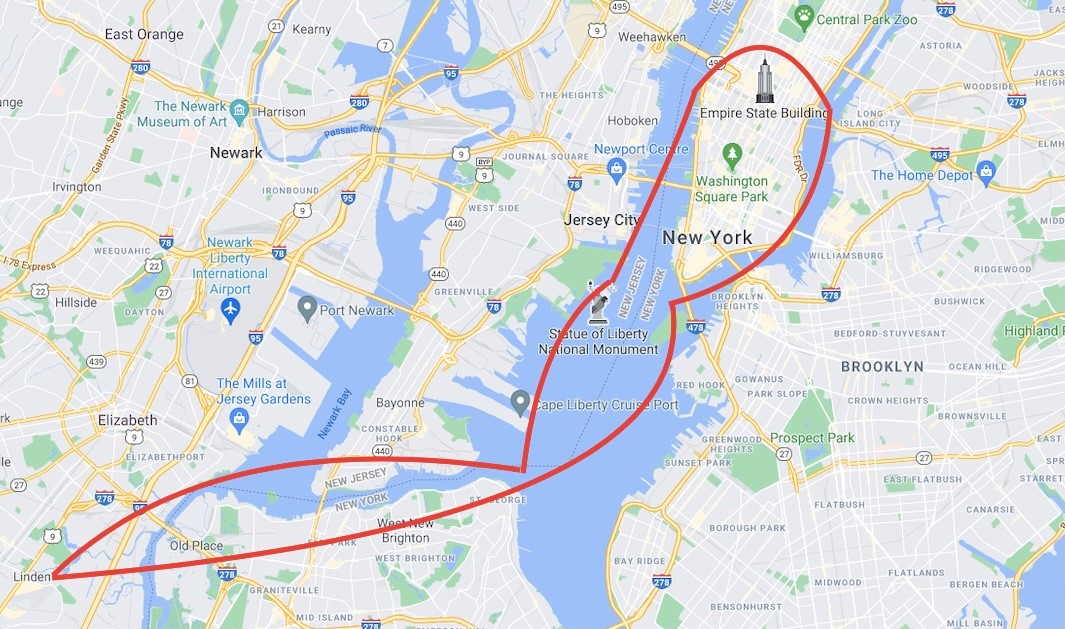 495
9
Weehawken
Central Park Zoo
278
East Orange
21
Kearny
7
ASTORIA
280
95
495
JACKS
HEIG
The Newark
Museum of Art
Harrison
280
THE HEIGHTS
WOODSIDE
278
Empire State Building
Hoboken
LONG
ISLAND CITY
Garden State Pkwy
Passaic River
Newark
9
BYP
9
JOURNAL SQUARE
Newport Centre
ELMH
495
FDR Dr
The Home Depot
Irvington
IRONBOUND
78
Washington
Square Park
95
9
WEST SIDE
440
Jersey City
New York
MIDD
WEEQUAHIC
78
78
Newark
Liberty
International
Airport
I-78 Express
22
WILLIAMSBURG
RIDGEWOOD
440
NEW JERSEY
NEW YORK
22
27
Hillside
DAYTON
GREENVILLE
78
BROOKLYN
HEIGHTS
278
BUSHWICK
Port Newark
95
Statue of Liberty
National Monument
478
BEDFORD-STUYVESANT
Highland P
439
BROOKLYN
OCEAN HILL
81
The Mills at
Jersey Gardens
RED HOOK
GOWANUS
PARK SLOPE
CROWN HEIGHTS
Newark Bay
Bayonne
Cape Liberty Cruise Port
BROWNSVILLE
Elizabeth
9
CONSTABLE
HOOK
GREENWOOD
HEIGHTS
Prospect Park
440
ELIZABETHPORT
SUNSET PARK
27
27
EAST FLATBUSH
NEW JERSEY
NEW YORK
278
ST. GEORGE
FLATBUSH
CANARSIE
9
West New
Brighton
BOROUGH PARK
Old Place
WEST BRIGHTON
BAY RIDGE
Linden
278
278
MIDWOOD
FLATLANDS
BERGEN BEACH
GRANITEVILLE
BENSONHURST
MID ISLAND
278
MILL BASIN